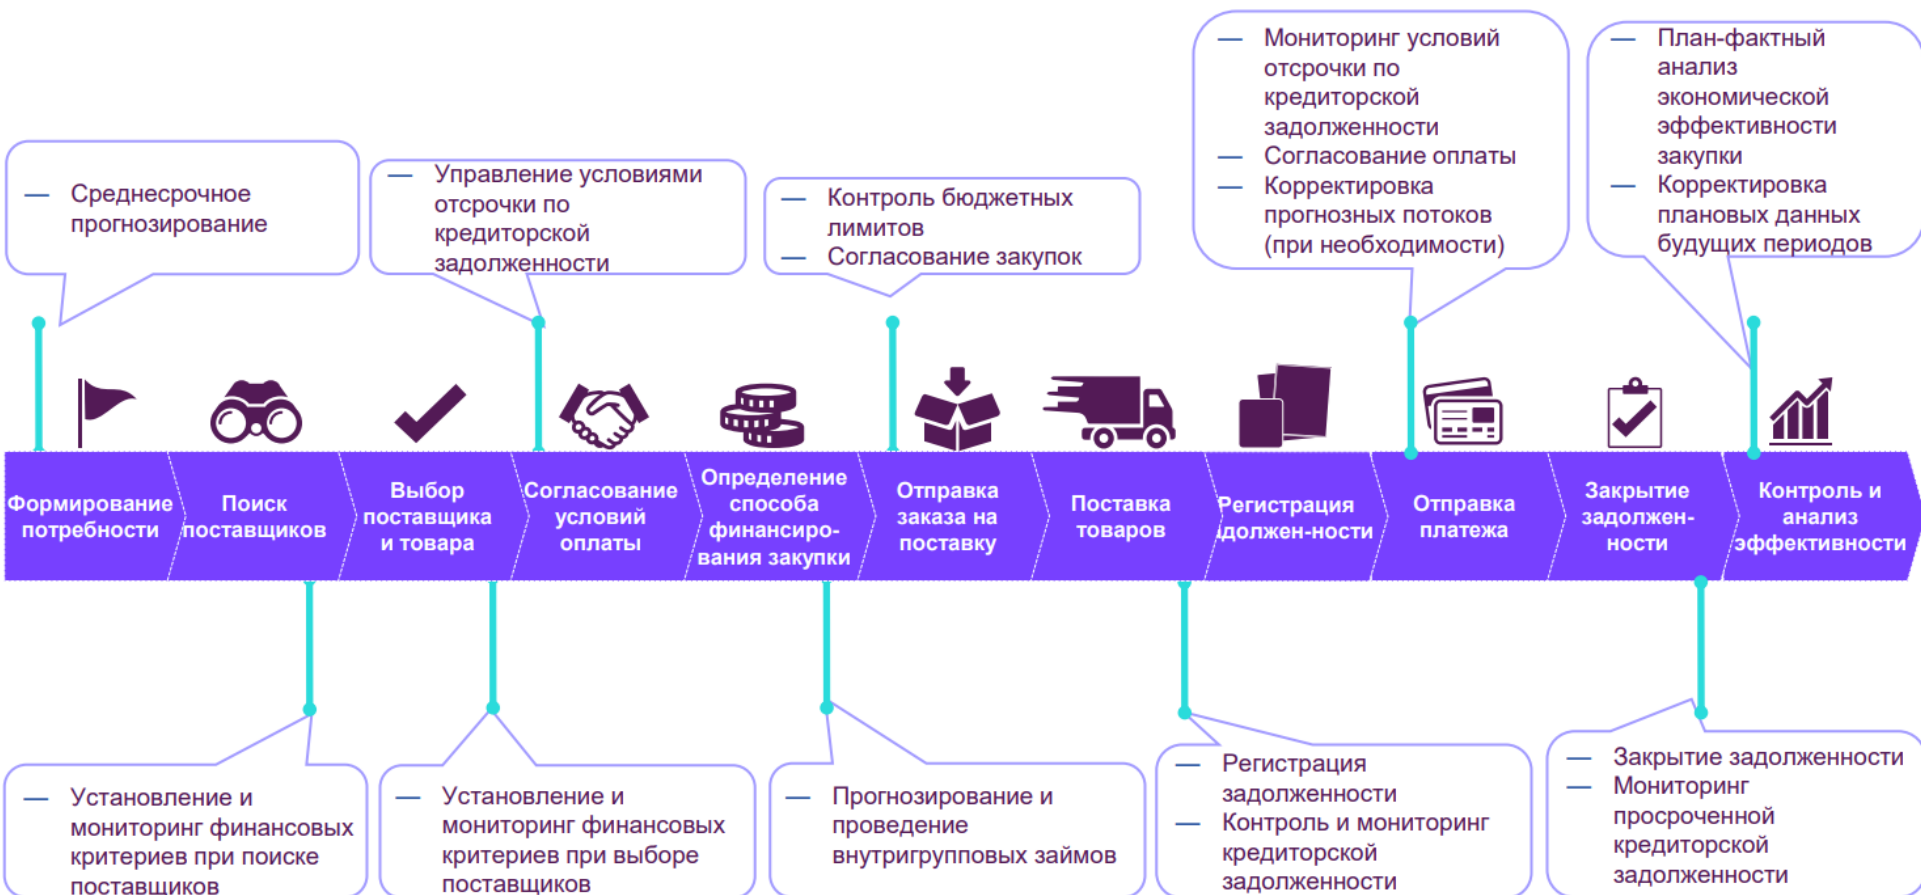 — Среднесрочное
прогнозирование
— Управление условиями
отсрочки по
кредиторской
задолженности
— Контроль бюджетных
лимитов
— Согласование закупок
— Мониторинг условий
отсрочки по
кредиторской
задолженности
— Согласование оплаты
— Корректировка
прогнозных потоков
(при необходимости)
— План-фактный
анализ
экономической
эффективности
закупки
— Корректировка
плановых данных
будущих периодов
Формирование
потребности
Поиск
поставщиков
Выбор
поставщика
и товара
Согласование
условий
оплаты
Определение
способа
финансиро-
вания закупки
Отправка
заказа на
поставку
Поставка
товаров
Регистрация
должен-ности
Отправка
платежа
Закрытие
задолжен-
ности
Контроль и
анализ
эффективности
— Установление и
мониторинг финансовых
критериев при поиске
поставщиков
— Установление и
мониторинг финансовых
критериев при выборе
поставщиков
— Прогнозирование и
проведение
внутригрупповых займов
— Регистрация
задолженности
— Контроль и мониторинг
кредиторской
задолженности
— Закрытие задолженности
— Мониторинг
просроченной
кредиторской
задолженности